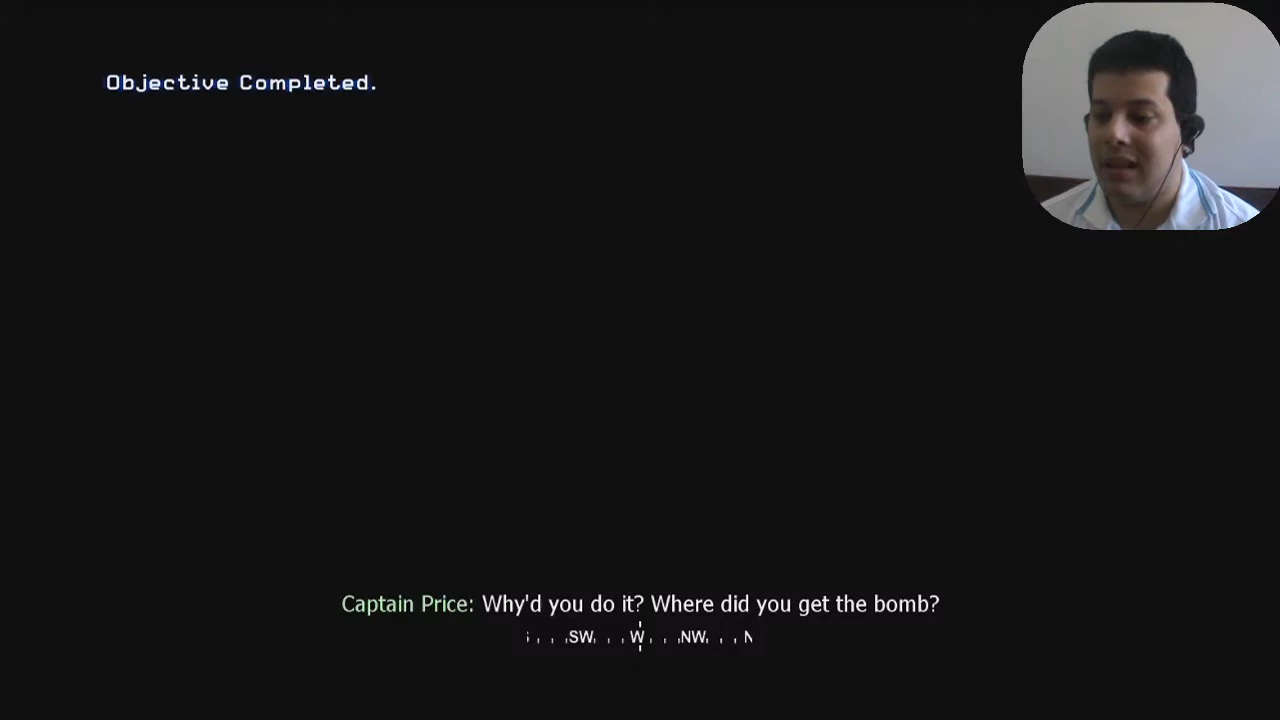 Objective Completed.
Captain Price: Why'd you do it? Where did you get the bomb?
SW W NW N